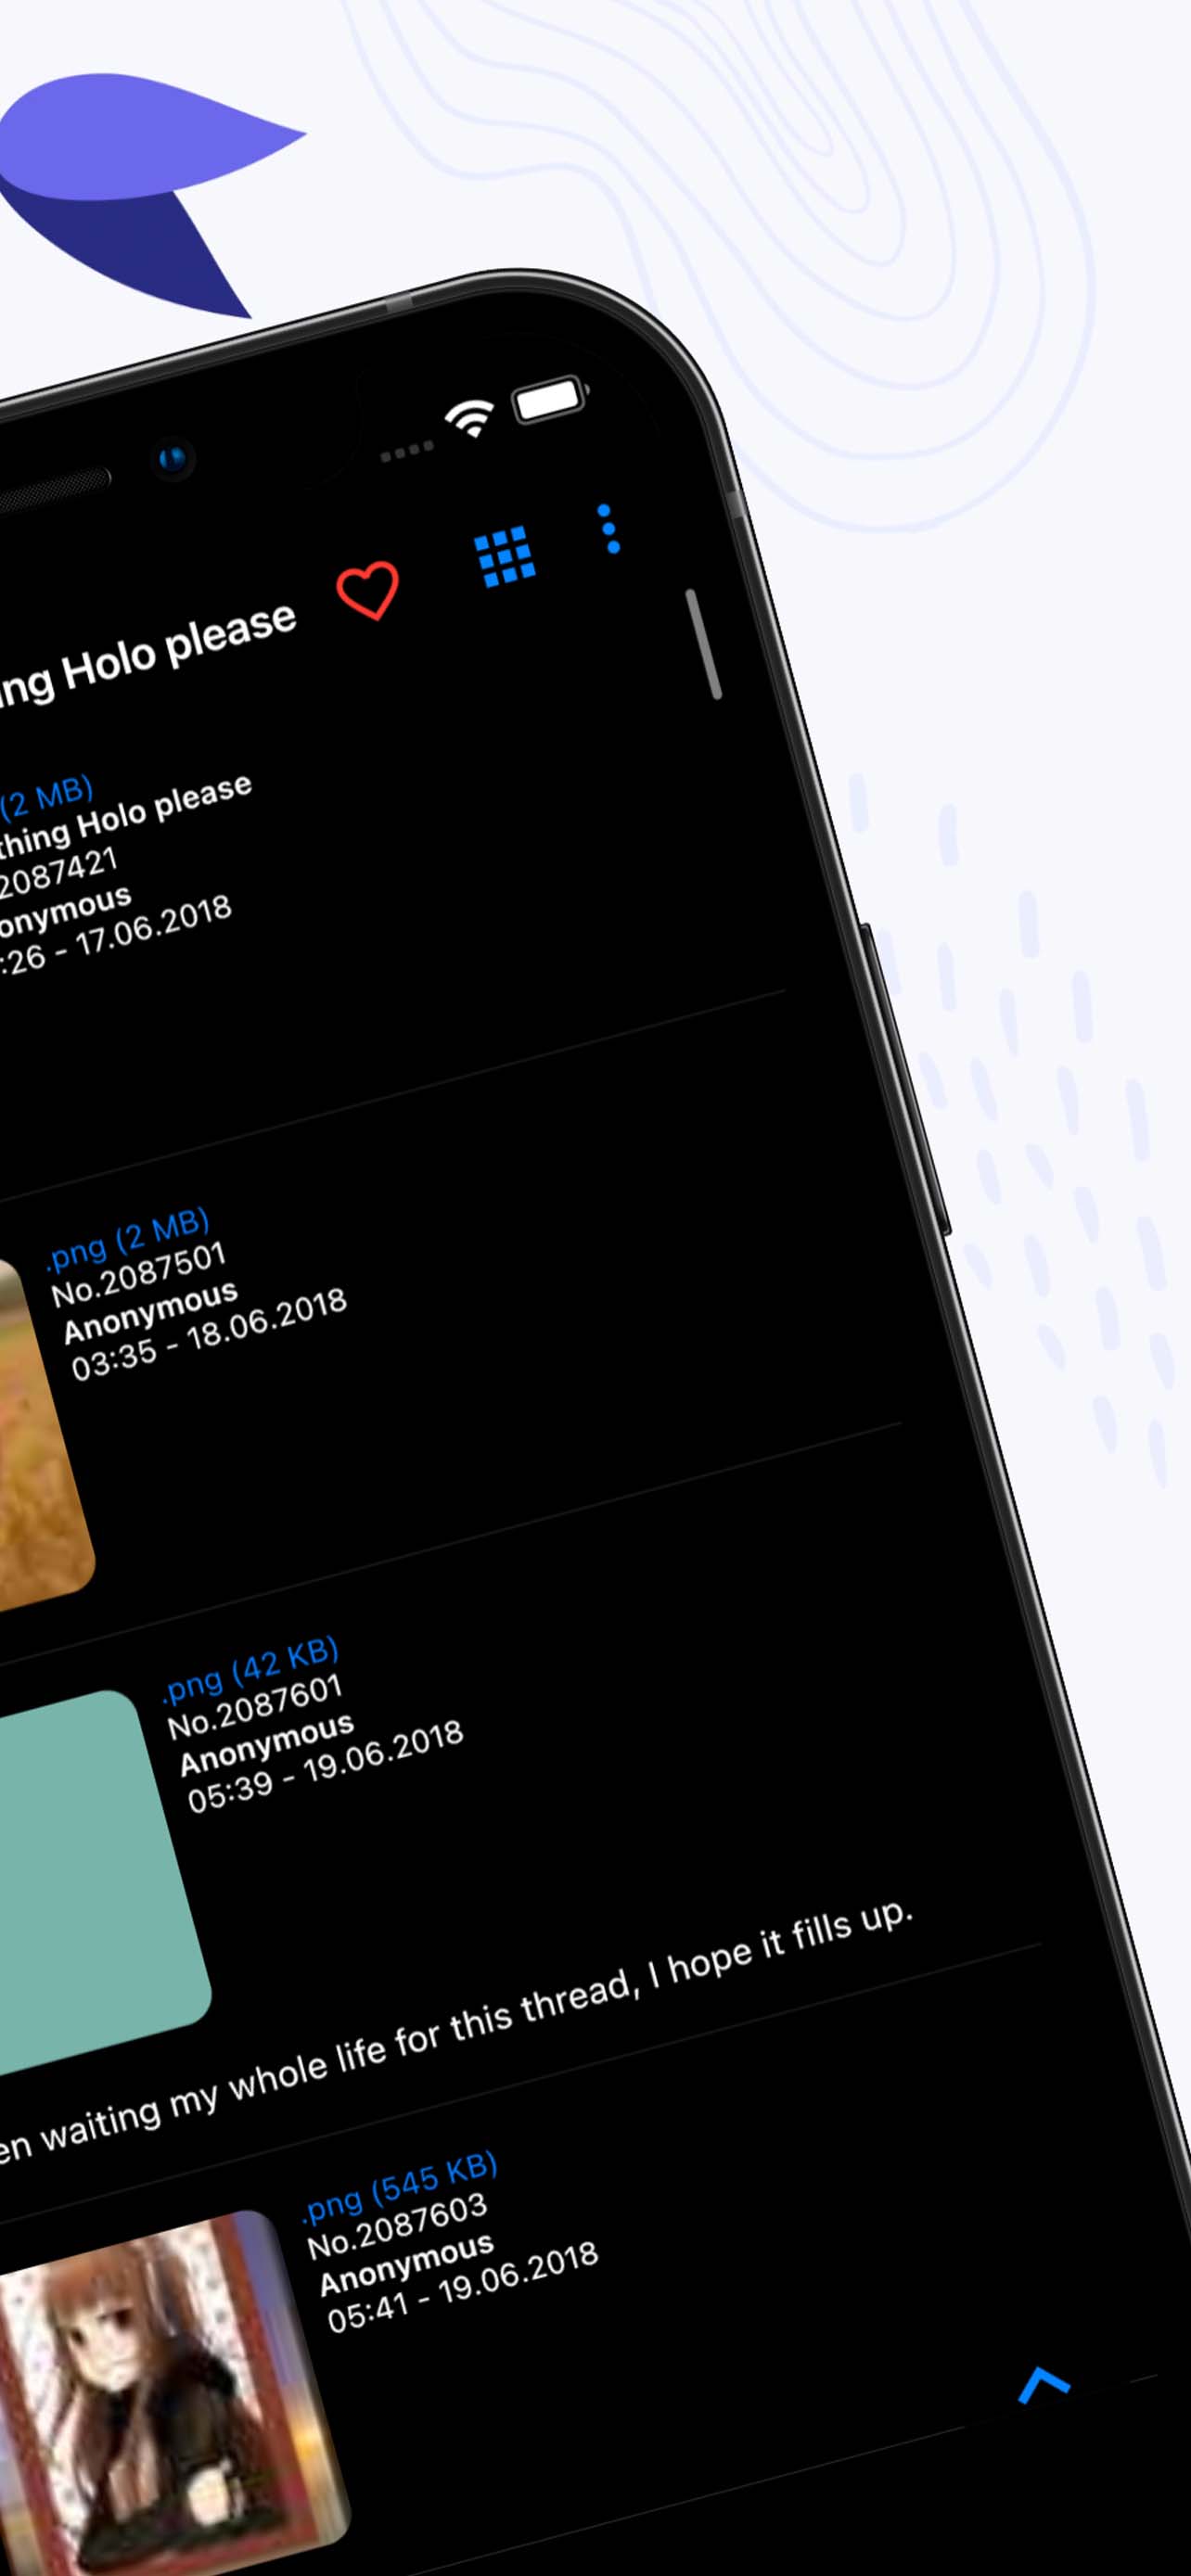 ng Holo please
(2 MB)
thing Holo please
2087421
onymous
:26 - 17.06.2018
.png (2 MB)
No.2087501
Anonymous
03:35 - 18.06.2018
.png (42 KB)
No.2087601
Anonymous
05:39 - 19.06.2018
en waiting my whole life for this thread, I hope it fills up.
.png (545 KB)
No.2087603
Anonymous
05:41 - 19.06.2018